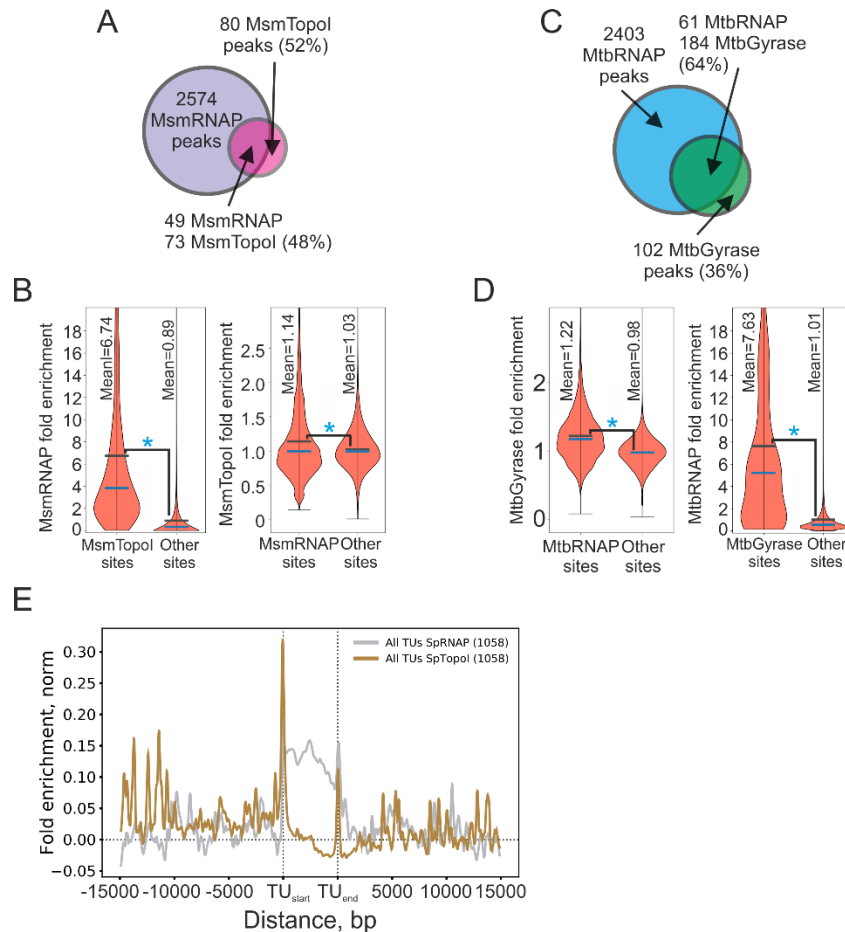 A
80 MsmTopoI
peaks (52%)
2574
MsmRNAP
peaks
49 MsmRNAP
73 MsmTopoI (48%)
C
2403
MtbRNAP
peaks
61 MtbRNAP
184 MtbGyrase
(64%)
102 MtbGyrase
peaks (36%)
B
MsmRNAP fold enrichment
18
16
14
12
10
8
6
4
2
0
Meanl=6.74
Mean=0.89
*
MsmTopoI
sites
Other
sites
MsmTopoI fold enrichment
2.5
2.0
1.5
1.0
0.5
0
Mean=1.14
Mean=1.03
*
MsmRNAP
sites
Other
sites
D
MtbGyrase fold enrichment
2
1
0
Mean=1.22
Mean=0.98
*
MtbRNAP
sites
Other
sites
MtbRNAP fold enrichment
18
16
14
12
10
8
6
4
2
0
Mean=7.63
Mean=1.01
*
MtbGyrase
sites
Other
sites
E
Fold enrichment, norm
0.30
0.25
0.20
0.15
0.10
0.05
0.00
−0.05
All TUs SpRNAP (1058)
All TUs SpTopoI (1058)
-15000 -10000 -5000 TUstart TUend 5000 10000 15000
Distance, bp